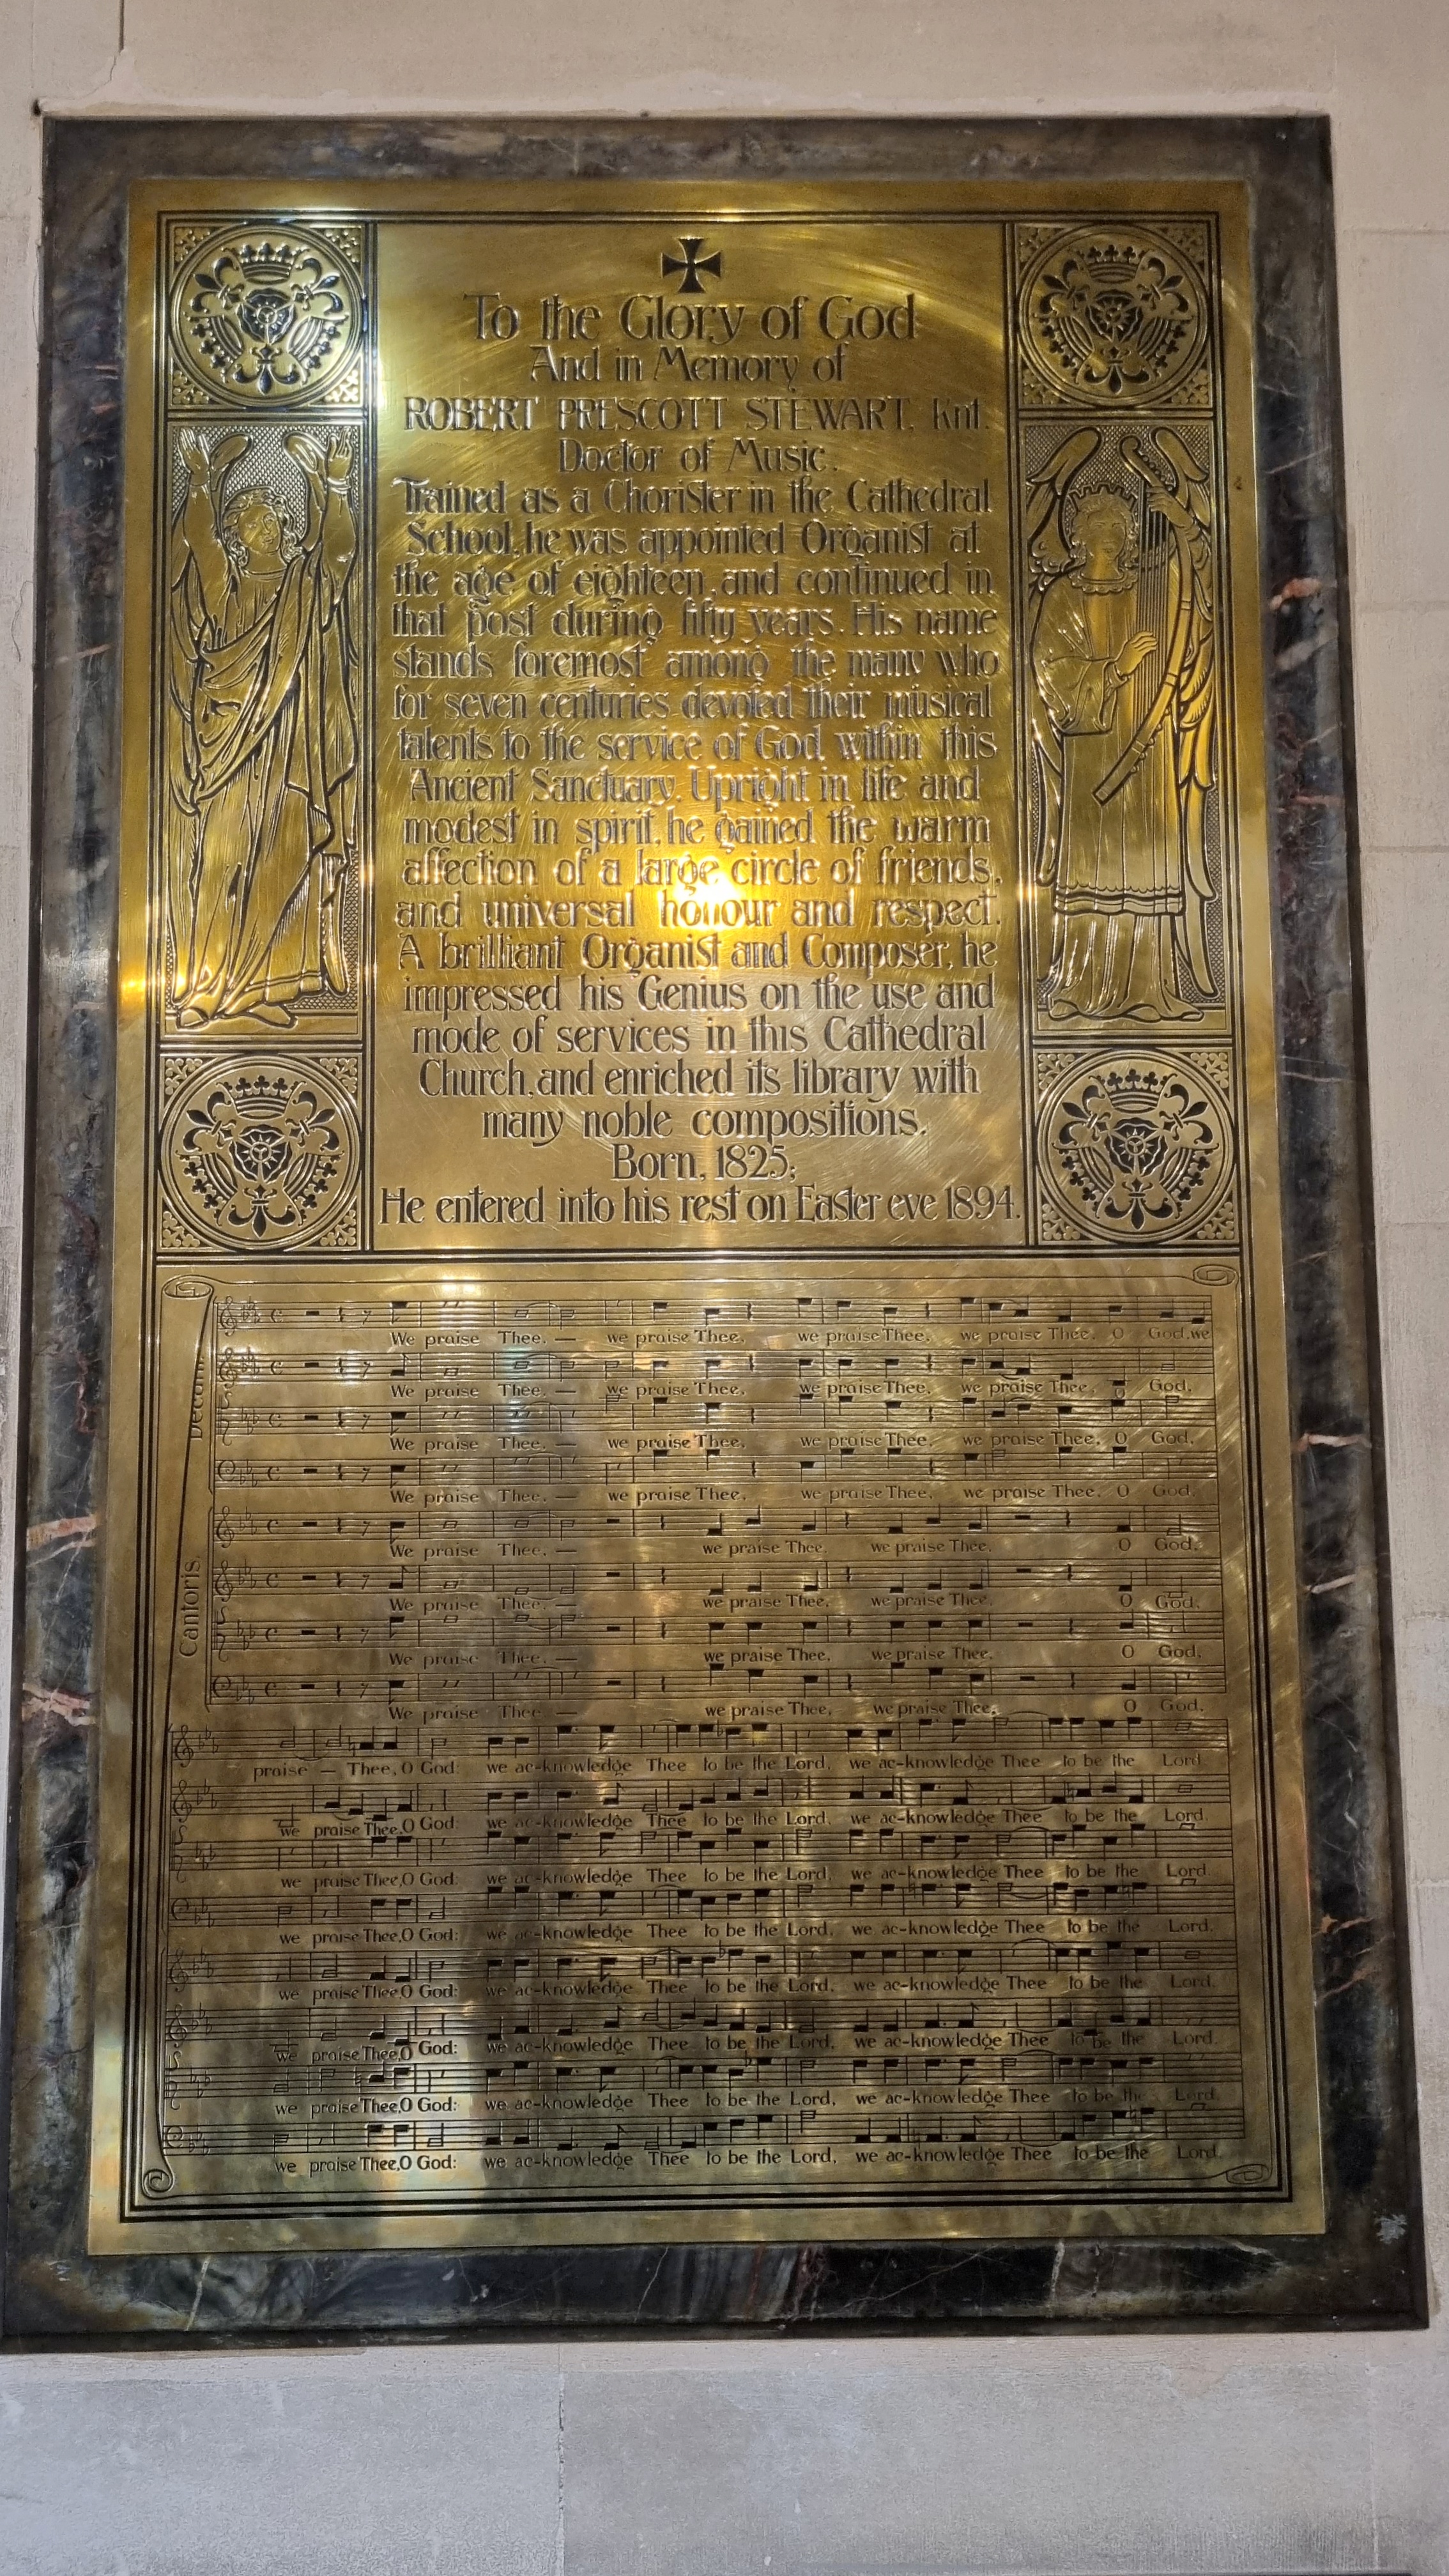 To the Glory of God
And in Memory of
ROBERT PRESCOTT STEWART, Knt.
Doctor of Music.
Trained as a Chorister in the Cathedral
School, he was appointed Organist at
the age of eighteen, and continued in
that post during fifty years. His name
stands foremost among the many who
for seven centuries devoted their musical
talents to the service of God within this
Ancient Sanctuary. Upright in life and
modest in spirit, he gained the warm
affection of a large circle of friends,
and universal honour and respect.
A brilliant Organist and Composer, he
impressed his Genius on the use and
mode of services in this Cathedral
Church, and enriched its library with
many noble compositions.
Born, 1825;
He entered into his rest on Easter eve 1894.
Decani.
We praise Thee, — we praise Thee, we praise Thee, we praise Thee, O God, we
We praise Thee, — we praise Thee, we praise Thee, we praise Thee, O God,
We praise Thee, — we praise Thee, we praise Thee, we praise Thee, O God,
We praise Thee, — we praise Thee, we praise Thee, we praise Thee, O God,
Cantoris.
We praise Thee, — we praise Thee, we praise Thee, O God,
We praise Thee, — we praise Thee, we praise Thee, O God,
We praise Thee, — we praise Thee, we praise Thee, O God,
We praise Thee — we praise Thee, we praise Thee; O God,
praise — Thee, O God: we ac-knowledge Thee to be the Lord, we ac-knowledge Thee to be the Lord.
we praise Thee, O God: we ac-knowledge Thee to be the Lord, we ac-knowledge Thee to be the Lord.
we praise Thee, O God: we ac-knowledge Thee to be the Lord, we ac-knowledge Thee to be the Lord.
we praise Thee, O God: we ac-knowledge Thee to be the Lord, we ac-knowledge Thee to be the Lord.
we praise Thee, O God: we ac-knowledge Thee to be the Lord, we ac-knowledge Thee to be the Lord.
we praise Thee, O God: we ac-knowledge Thee to be the Lord, we ac-knowledge Thee to be the Lord.
we praise Thee, O God: we ac-knowledge Thee to be the Lord, we ac-knowledge Thee to be the Lord.
we praise Thee, O God: we ac-knowledge Thee to be the Lord, we ac-knowledge Thee to be the Lord.